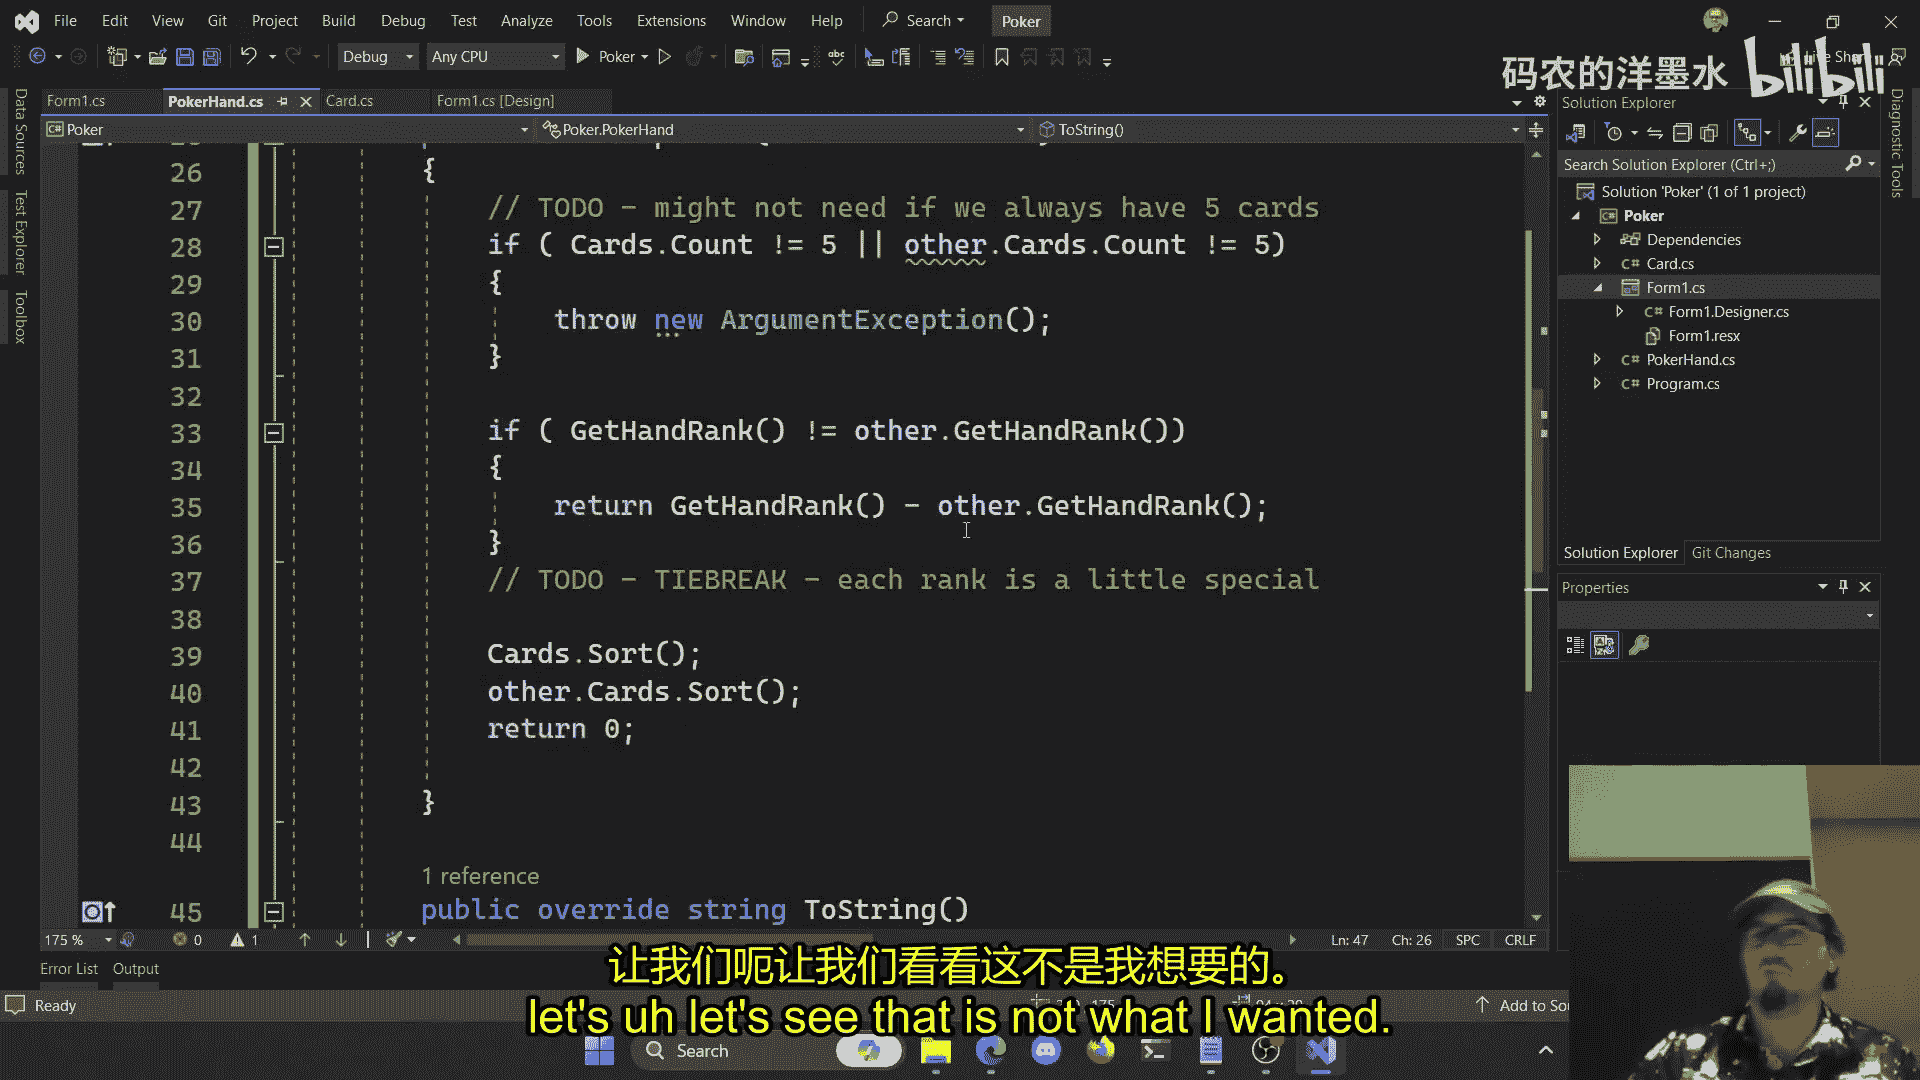 File Edit View Git Project Build Debug Test Analyze Tools Extensions Window Help Search Poker
Debug Any CPU Poker
码农的洋墨水 bilibili
Form1.cs PokerHand.cs Card.cs Form1.cs [Design]
Poker Poker.PokerHand ToString()
Data Sources
Test Explorer
Toolbox
26 {
27 // TODO - might not need if we always have 5 cards
28 if ( Cards.Count != 5 || other.Cards.Count != 5)
29 {
30 throw new ArgumentException();
31 }
32
33 if ( GetHandRank() != other.GetHandRank())
34 {
35 return GetHandRank() - other.GetHandRank();
36 }
37 // TODO - TIEBREAK - each rank is a little special
38
39 Cards.Sort();
40 other.Cards.Sort();
41 return 0;
42
43 }
44
1 reference
45 public override string ToString()
175 % 0 1 Ln: 47 Ch: 26 SPC CRLF
Error List Output
Ready
Add to So
Solution Explorer
Search Solution Explorer (Ctrl+;)
Solution 'Poker' (1 of 1 project)
Poker
Dependencies
C# Card.cs
Form1.cs
C# Form1.Designer.cs
Form1.resx
C# PokerHand.cs
C# Program.cs
Solution Explorer Git Changes
Properties
Diagnostic Tools
让我们呃让我们看看这不是我想要的。
let's uh let's see that is not what I wanted.
Search